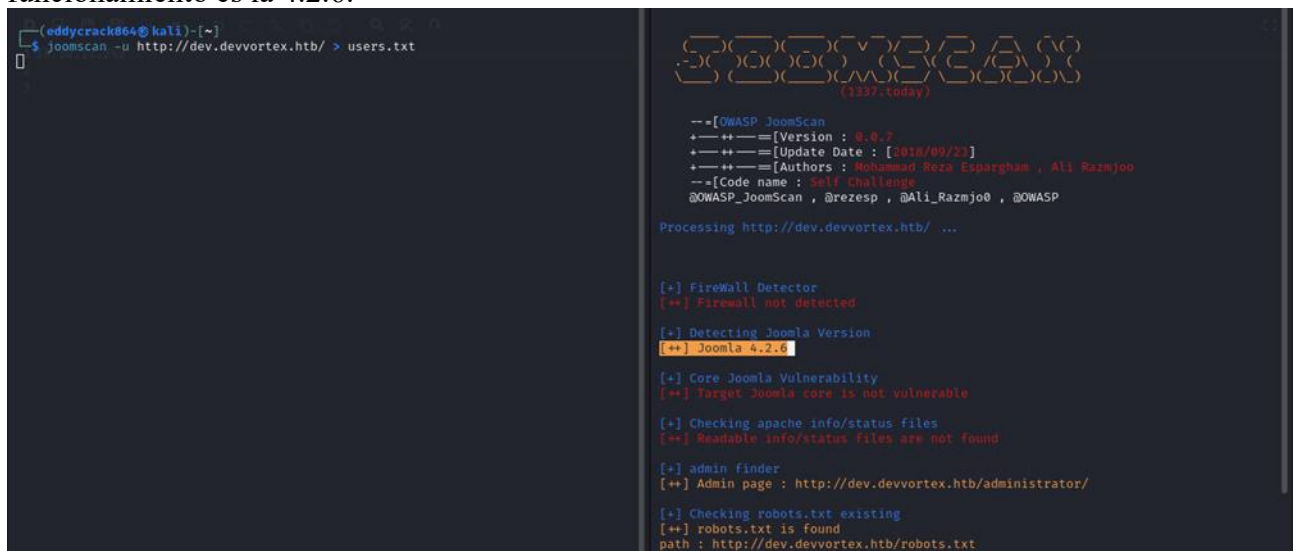 funcionamiento es la 4.2.6.
(eddycrack864㉿kali)-[~]
$ joomscan -u http://dev.devvortex.htb/ > users.txt
(1337.today)
--=[OWASP JoomScan
+---++---==[Version : 0.0.7
+---++---==[Update Date : [2018/09/23]
+---++---==[Authors : Mohammad Reza Espargham , Ali Razmjoo
--=[Code name : Self Challenge
@OWASP_JoomScan , @rezesp , @Ali_Razmjo0 , @OWASP
Processing http://dev.devvortex.htb/ ...
[+] FireWall Detector
[++] Firewall not detected
[+] Detecting Joomla Version
[++] Joomla 4.2.6
[+] Core Joomla Vulnerability
[++] Target Joomla core is not vulnerable
[+] Checking apache info/status files
[++] Readable info/status files are not found
[+] admin finder
[++] Admin page : http://dev.devvortex.htb/administrator/
[+] Checking robots.txt existing
[++] robots.txt is found
path : http://dev.devvortex.htb/robots.txt